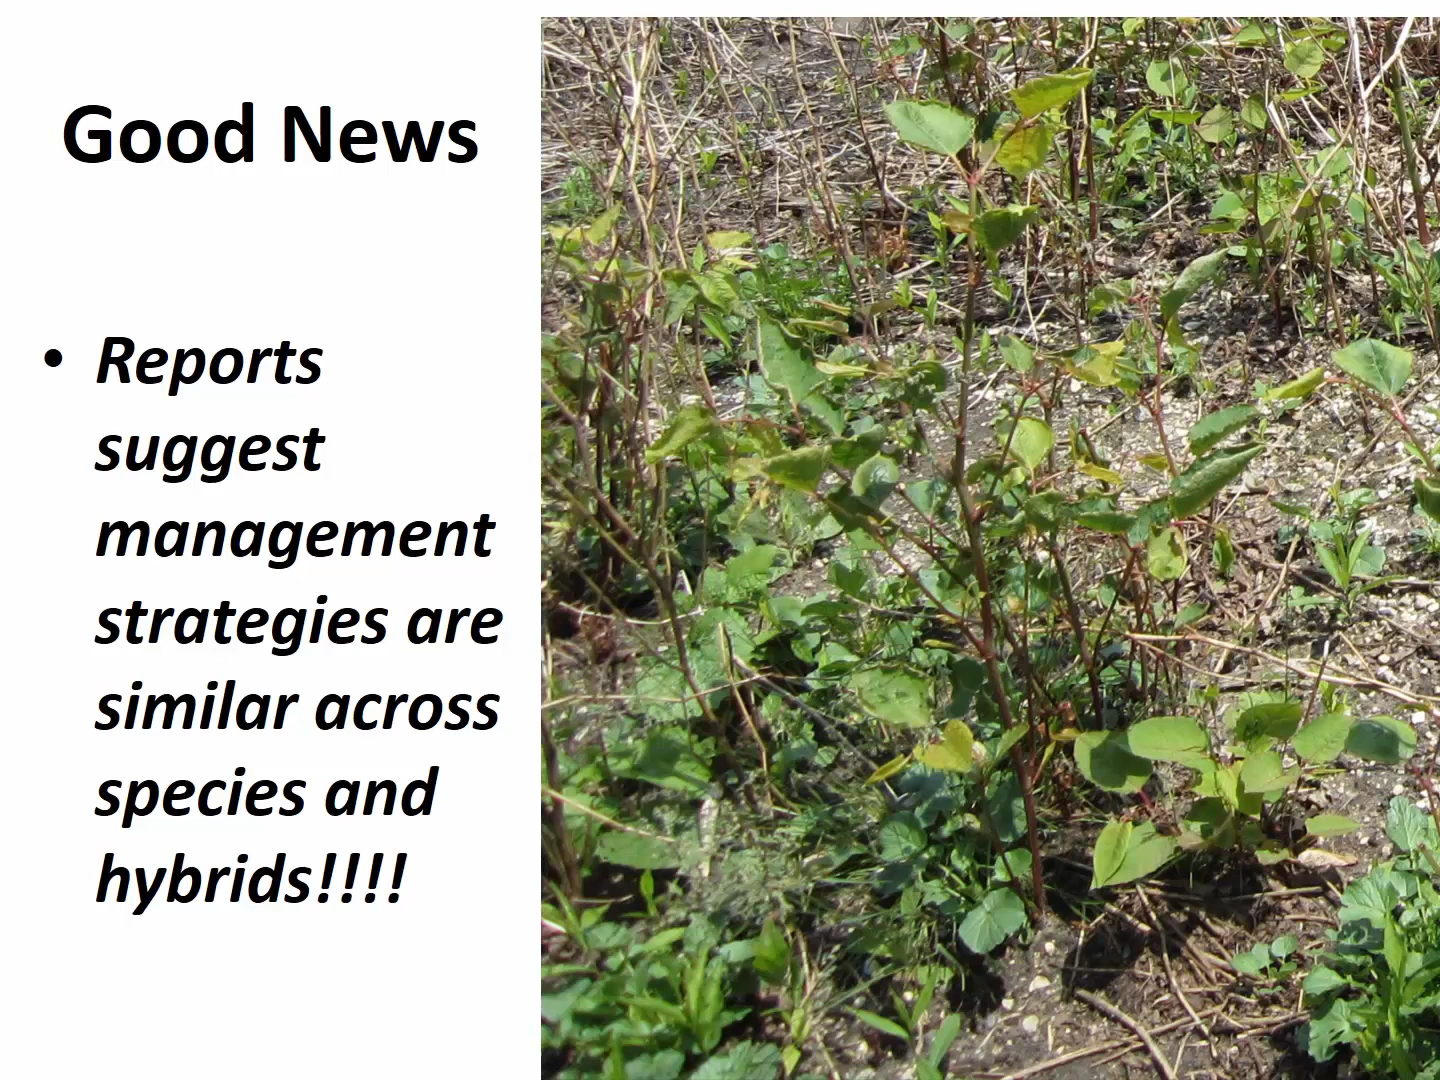 Good News
• Reports
suggest
management
strategies are
similar across
species and
hybrids!!!!